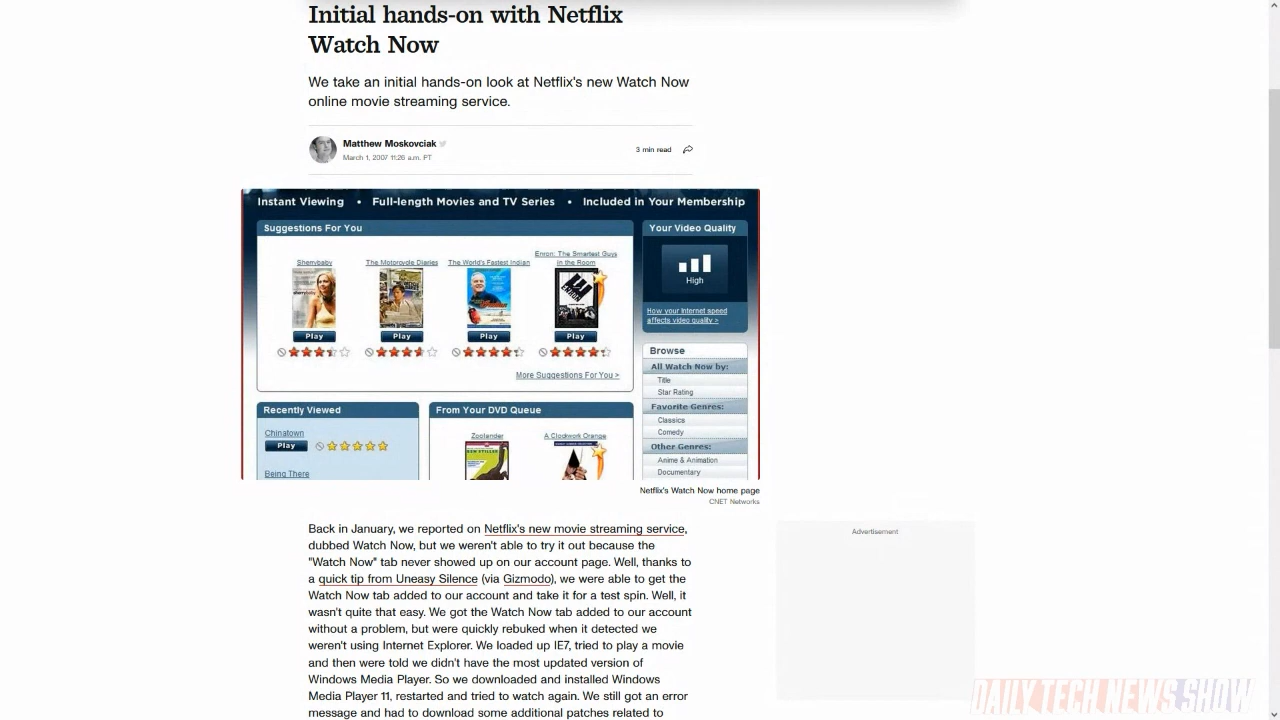 Initial hands-on with Netflix
Watch Now
We take an initial hands-on look at Netflix's new Watch Now
online movie streaming service.
Matthew Moskovciak
March 1, 2007 11:26 a.m. PT
3 min read
Instant Viewing • Full-length Movies and TV Series • Included in Your Membership
Suggestions For You
Sherrybaby
The Motorcycle Diaries
The World's Fastest Indian
Enron: The Smartest Guys
in the Room
Play
Play
Play
Play
More Suggestions For You >
Your Video Quality
High
How your Internet speed
affects video quality >
Browse
All Watch Now by:
Title
Star Rating
Favorite Genres:
Classics
Comedy
Other Genres:
Anime & Animation
Documentary
Recently Viewed
Chinatown
Play
Being There
From Your DVD Queue
Zoolander
A Clockwork Orange
BEN STILLER
Netflix's Watch Now home page
CNET Networks
Back in January, we reported on Netflix's new movie streaming service,
dubbed Watch Now, but we weren't able to try it out because the
"Watch Now" tab never showed up on our account page. Well, thanks to
a quick tip from Uneasy Silence (via Gizmodo), we were able to get the
Watch Now tab added to our account and take it for a test spin. Well, it
wasn't quite that easy. We got the Watch Now tab added to our account
without a problem, but were quickly rebuked when it detected we
weren't using Internet Explorer. We loaded up IE7, tried to play a movie
and then were told we didn't have the most updated version of
Windows Media Player. So we downloaded and installed Windows
Media Player 11, restarted and tried to watch again. We still got an error
message and had to download some additional patches related to
Advertisement
DAILY TECH NEWS SHOW